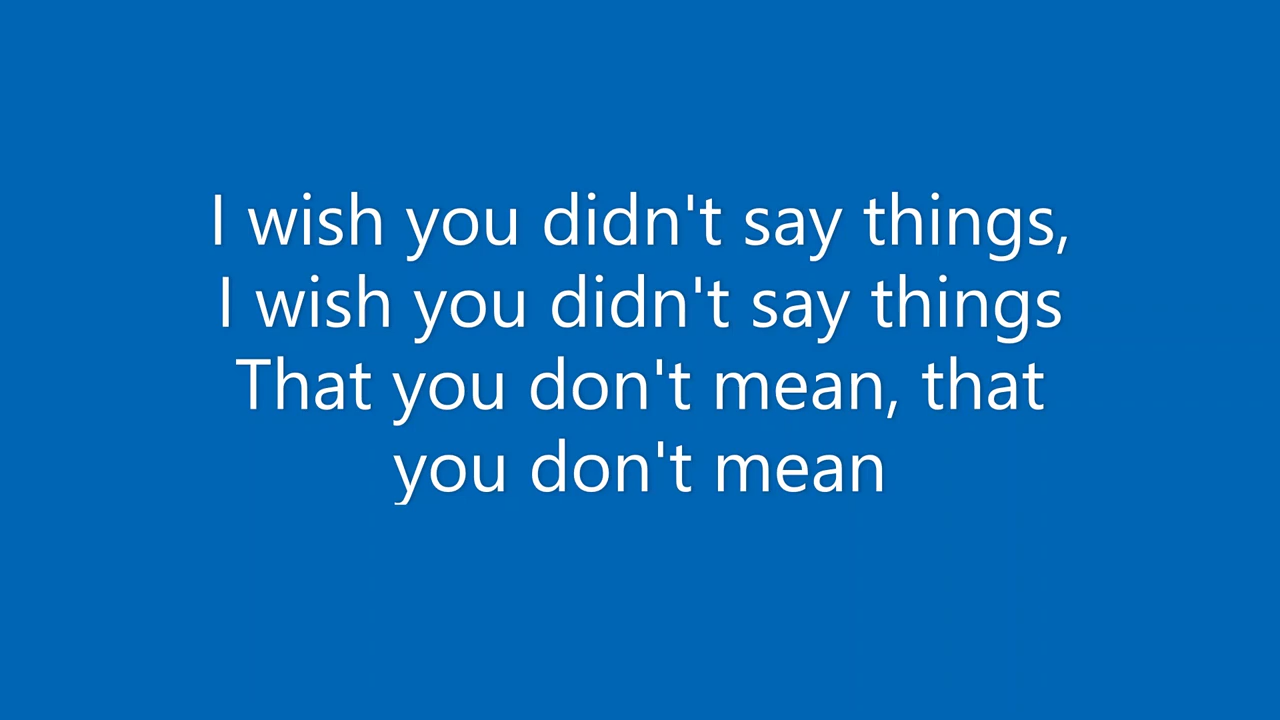 I wish you didn't say things,
I wish you didn't say things
That you don't mean, that
you don't mean